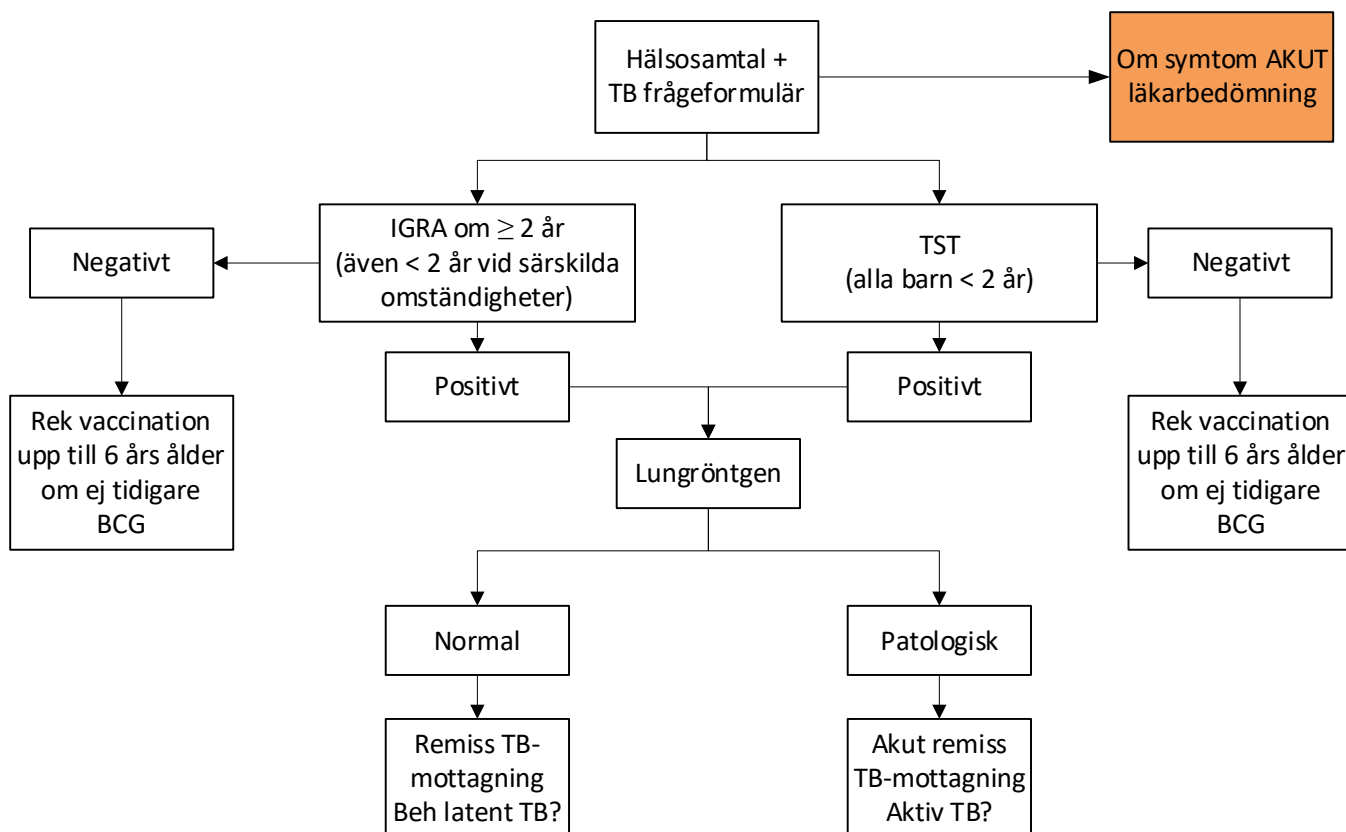 Hälsosamtal +
TB frågeformulär
Om symtom AKUT
läkarbedömning
IGRA om ≥ 2 år
(även < 2 år vid särskilda
omständigheter)
TST
(alla barn < 2 år)
Negativt
Negativt
Positivt
Positivt
Rek vaccination
upp till 6 års ålder
om ej tidigare
BCG
Rek vaccination
upp till 6 års ålder
om ej tidigare
BCG
Lungröntgen
Normal
Patologisk
Remiss TB-
mottagning
Beh latent TB?
Akut remiss
TB-mottagning
Aktiv TB?